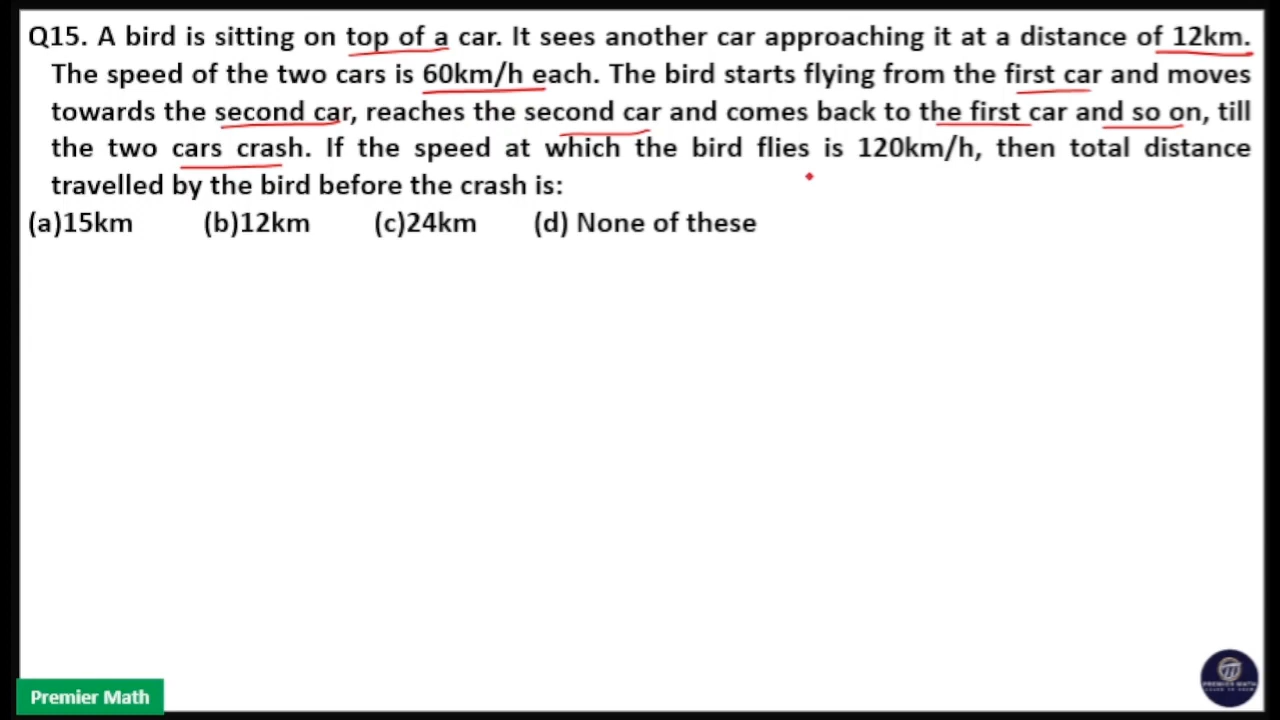 Q15. A bird is sitting on top of a car. It sees another car approaching it at a distance of 12km.
The speed of the two cars is 60km/h each. The bird starts flying from the first car and moves
towards the second car, reaches the second car and comes back to the first car and so on, till
the two cars crash. If the speed at which the bird flies is 120km/h, then total distance
travelled by the bird before the crash is:
(a)15km (b)12km (c)24km (d) None of these
Premier Math
PREMIER MATH